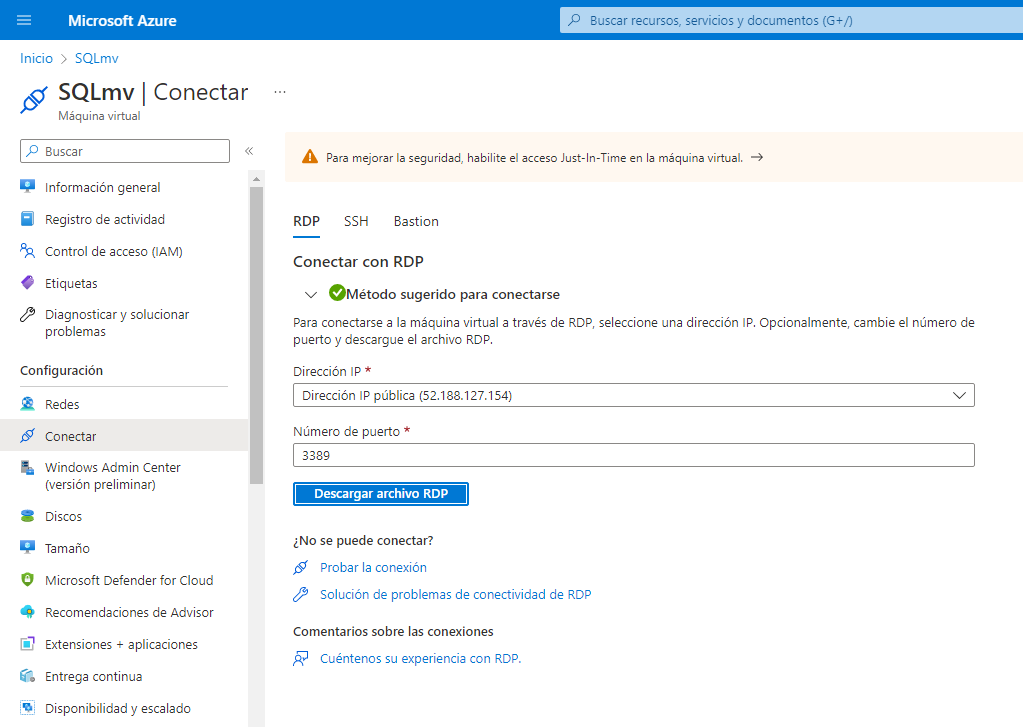 Microsoft Azure
Buscar recursos, servicios y documentos (G+/)
Inicio > SQLmv
SQLmv | Conectar ...
Máquina virtual
Buscar
«
Información general
Registro de actividad
Control de acceso (IAM)
Etiquetas
Diagnosticar y solucionar
problemas
Configuración
Redes
Conectar
Windows Admin Center
(versión preliminar)
Discos
Tamaño
Microsoft Defender for Cloud
Recomendaciones de Advisor
Extensiones + aplicaciones
Entrega continua
Disponibilidad y escalado
Para mejorar la seguridad, habilite el acceso Just-In-Time en la máquina virtual. →
RDP SSH Bastion
Conectar con RDP
Método sugerido para conectarse
Para conectarse a la máquina virtual a través de RDP, seleccione una dirección IP. Opcionalmente, cambie el número de
puerto y descargue el archivo RDP.
Dirección IP *
Dirección IP pública (52.188.127.154)
Número de puerto *
3389
Descargar archivo RDP
¿No se puede conectar?
Probar la conexión
Solución de problemas de conectividad de RDP
Comentarios sobre las conexiones
Cuéntenos su experiencia con RDP.